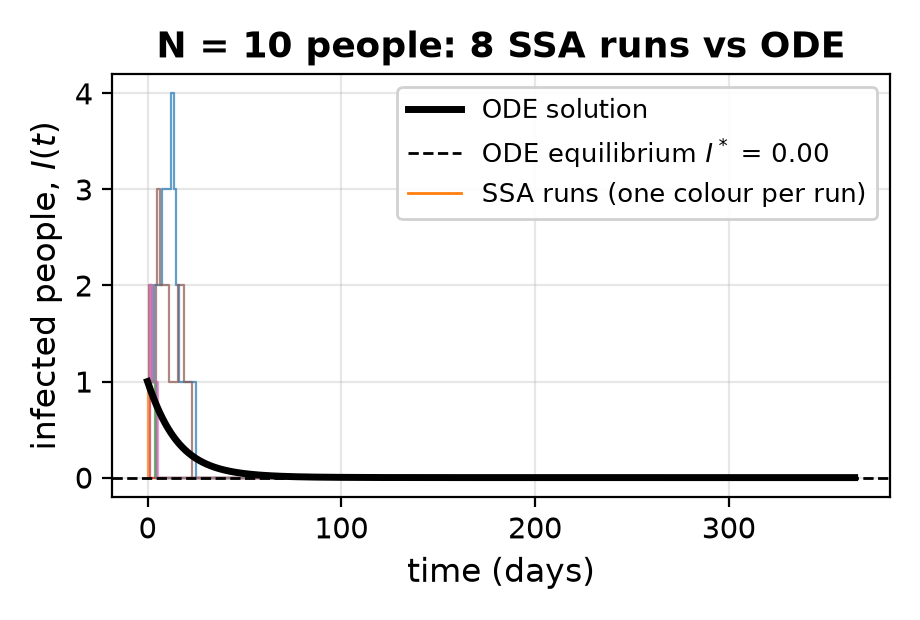 N = 10 people: 8 SSA runs vs ODE
ODE solution
ODE equilibrium I* = 0.00
SSA runs (one colour per run)
infected people, I(t)
4
3
2
1
0
0 100 200 300
time (days)